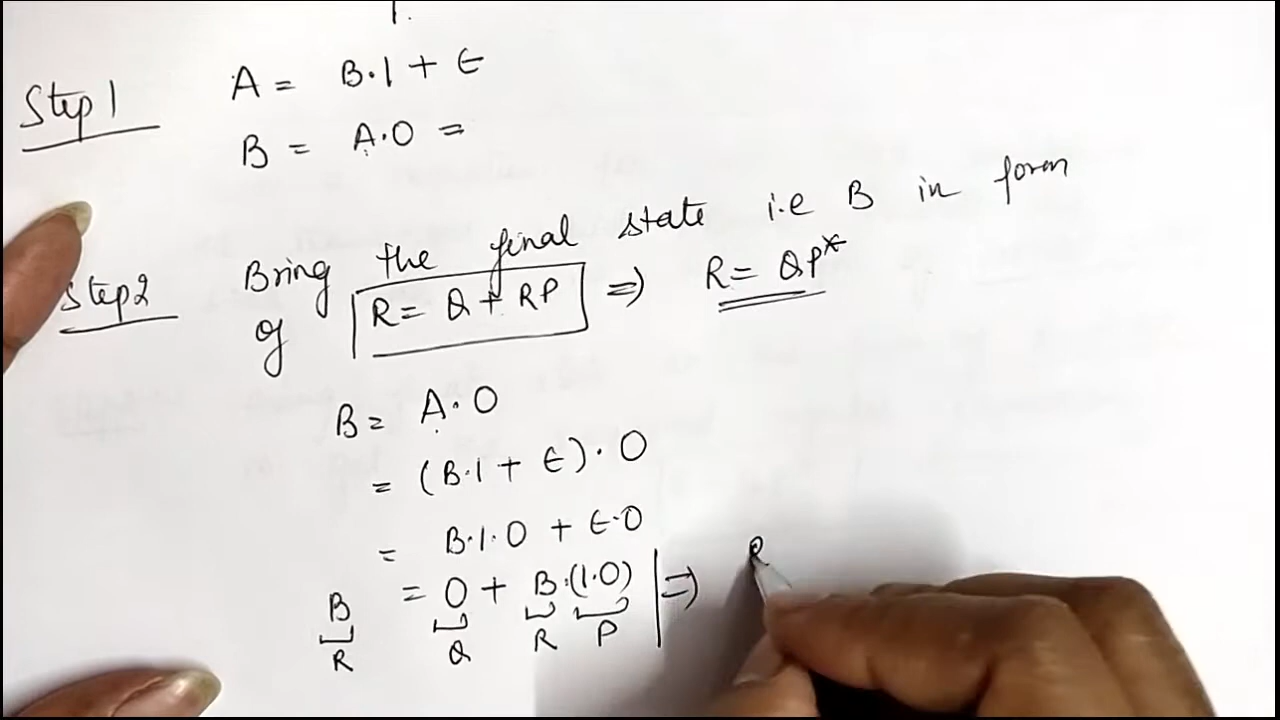 Step 1 A = B.1 + ∈
B = A.0 =
Step 2 Bring the final state i.e B in form
of R = Q + RP ⇒ R = QP*
B = A.0
= (B.1 + ∈).0
= B.1.0 + ∈.0
B = 0 + B.(1.0) ⇒
R Q R P